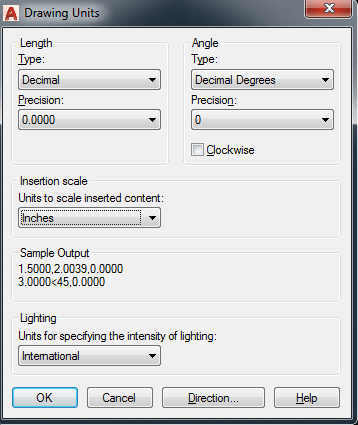 Drawing Units
Length
Type:
Decimal
Precision:
0.0000
Angle
Type:
Decimal Degrees
Precision:
0
Clockwise
Insertion scale
Units to scale inserted content:
Inches
Sample Output
1.5000,2.0039,0.0000
3.0000<45,0.0000
Lighting
Units for specifying the intensity of lighting:
International
OK Cancel Direction... Help